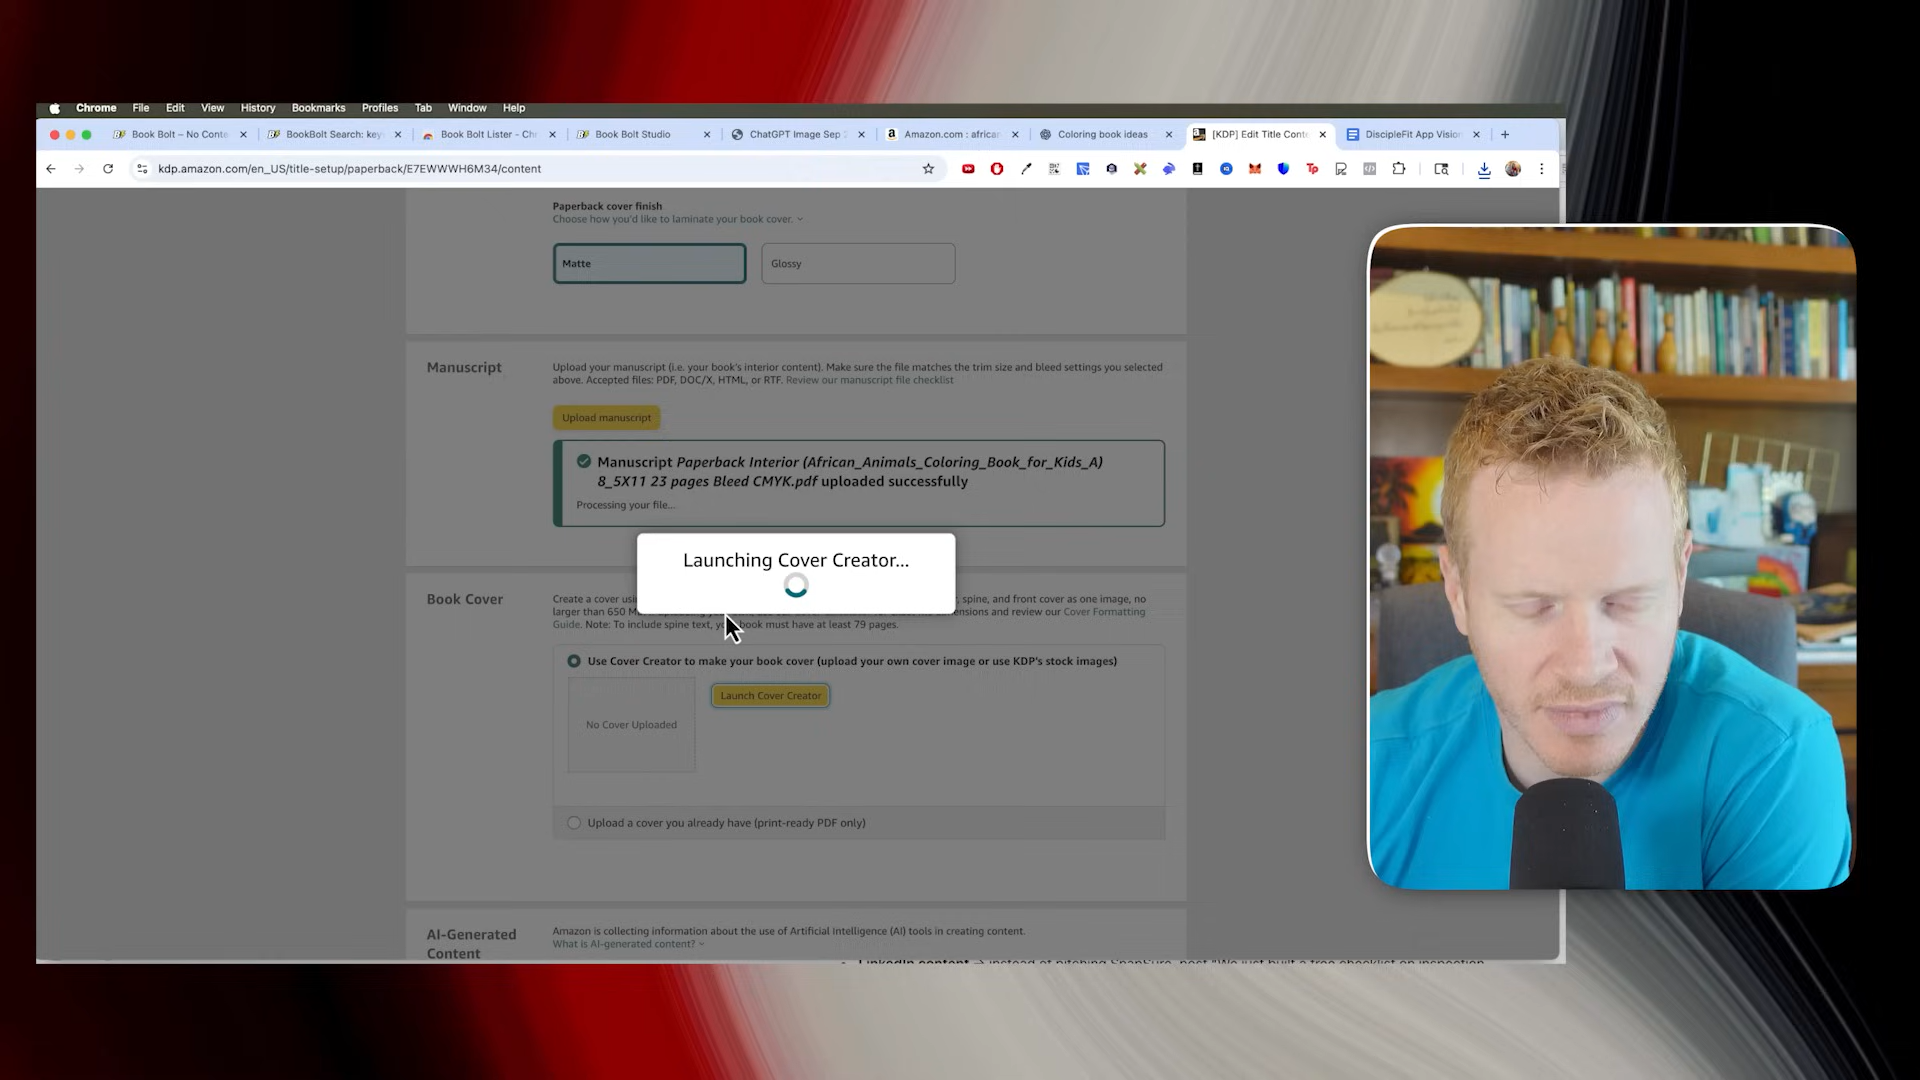 Chrome File Edit View History Bookmarks Profiles Tab Window Help
Book Bolt – No Conte
BookBolt Search: key
Book Bolt Lister - Ch
Book Bolt Studio
ChatGPT Image Sep 2
Amazon.com : africar
Coloring book ideas
[KDP] Edit Title Conte
DiscipleFit App Vision
kdp.amazon.com/en_US/title-setup/paperback/E7EWWWH6M34/content
Paperback cover finish
Choose how you'd like to laminate your book cover.
Matte
Glossy
Manuscript
Upload your manuscript (i.e. your book's interior content). Make sure the file matches the trim size and bleed settings you selected
above. Accepted files: PDF, DOC/X, HTML, or RTF. Review our manuscript file checklist
Upload manuscript
Manuscript Paperback Interior (African_Animals_Coloring_Book_for_Kids_A)
8_5X11 23 pages Bleed CMYK.pdf uploaded successfully
Processing your file...
Launching Cover Creator...
Book Cover
Create a cover usi spine, and front cover as one image, no
larger than 650 M ensions and review our Cover Formatting
Guide. Note: To include spine text, book must have at least 79 pages.
Use Cover Creator to make your book cover (upload your own cover image or use KDP's stock images)
No Cover Uploaded
Launch Cover Creator
Upload a cover you already have (print-ready PDF only)
AI-Generated
Content
Amazon is collecting information about the use of Artificial Intelligence (AI) tools in creating content.
What is AI-generated content?